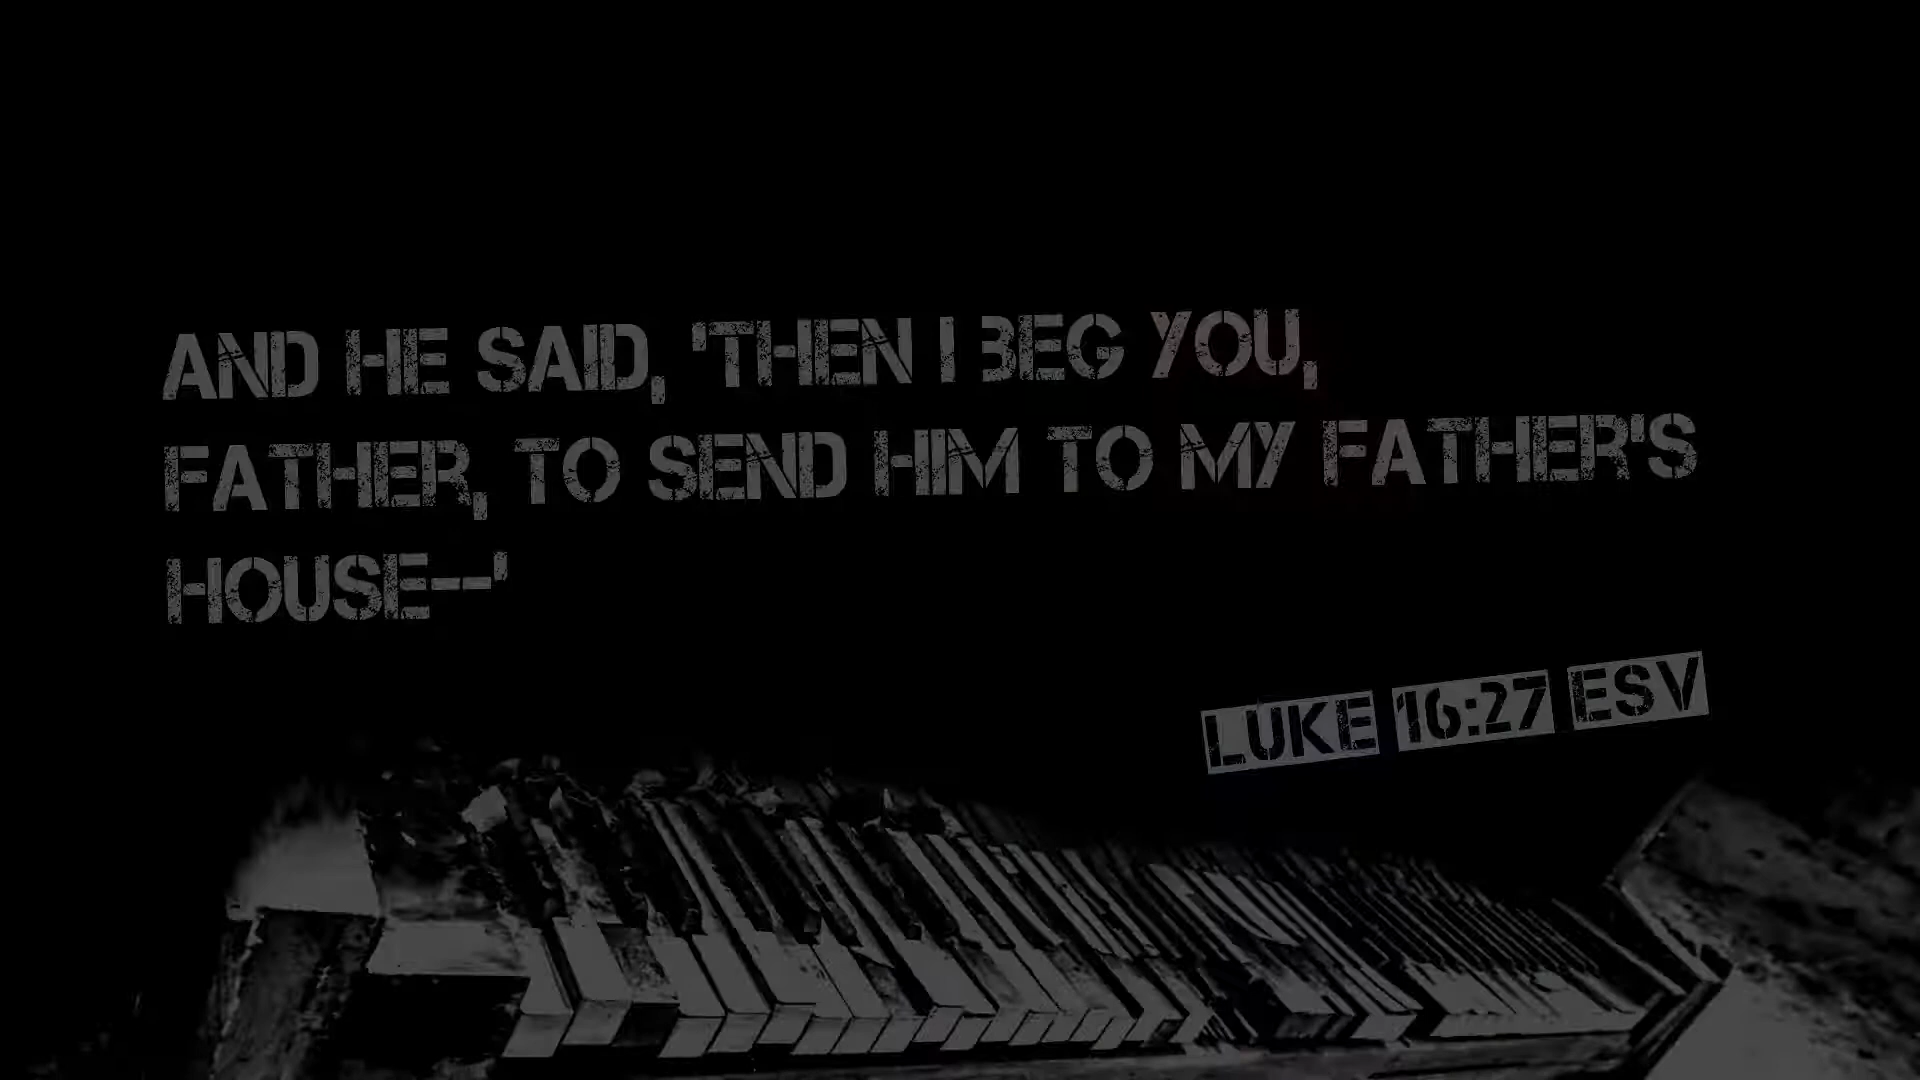 AND HE SAID, 'THEN I BEG YOU,
FATHER, TO SEND HIM TO MY FATHER'S
HOUSE--'
LUKE 16:27 ESV